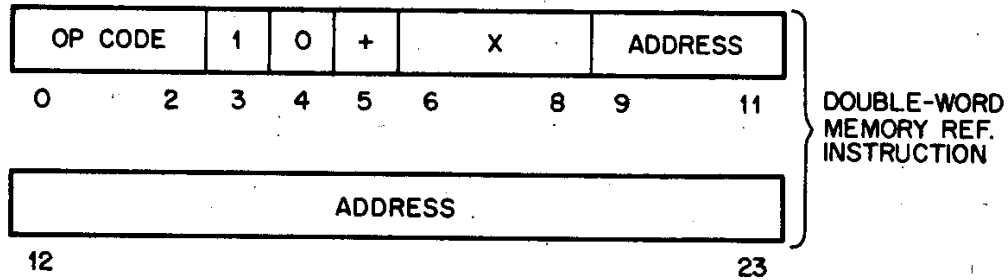 OP CODE 1 0 + X ADDRESS
0 2 3 4 5 6 8 9 11
DOUBLE-WORD
MEMORY REF.
INSTRUCTION
ADDRESS
12 23